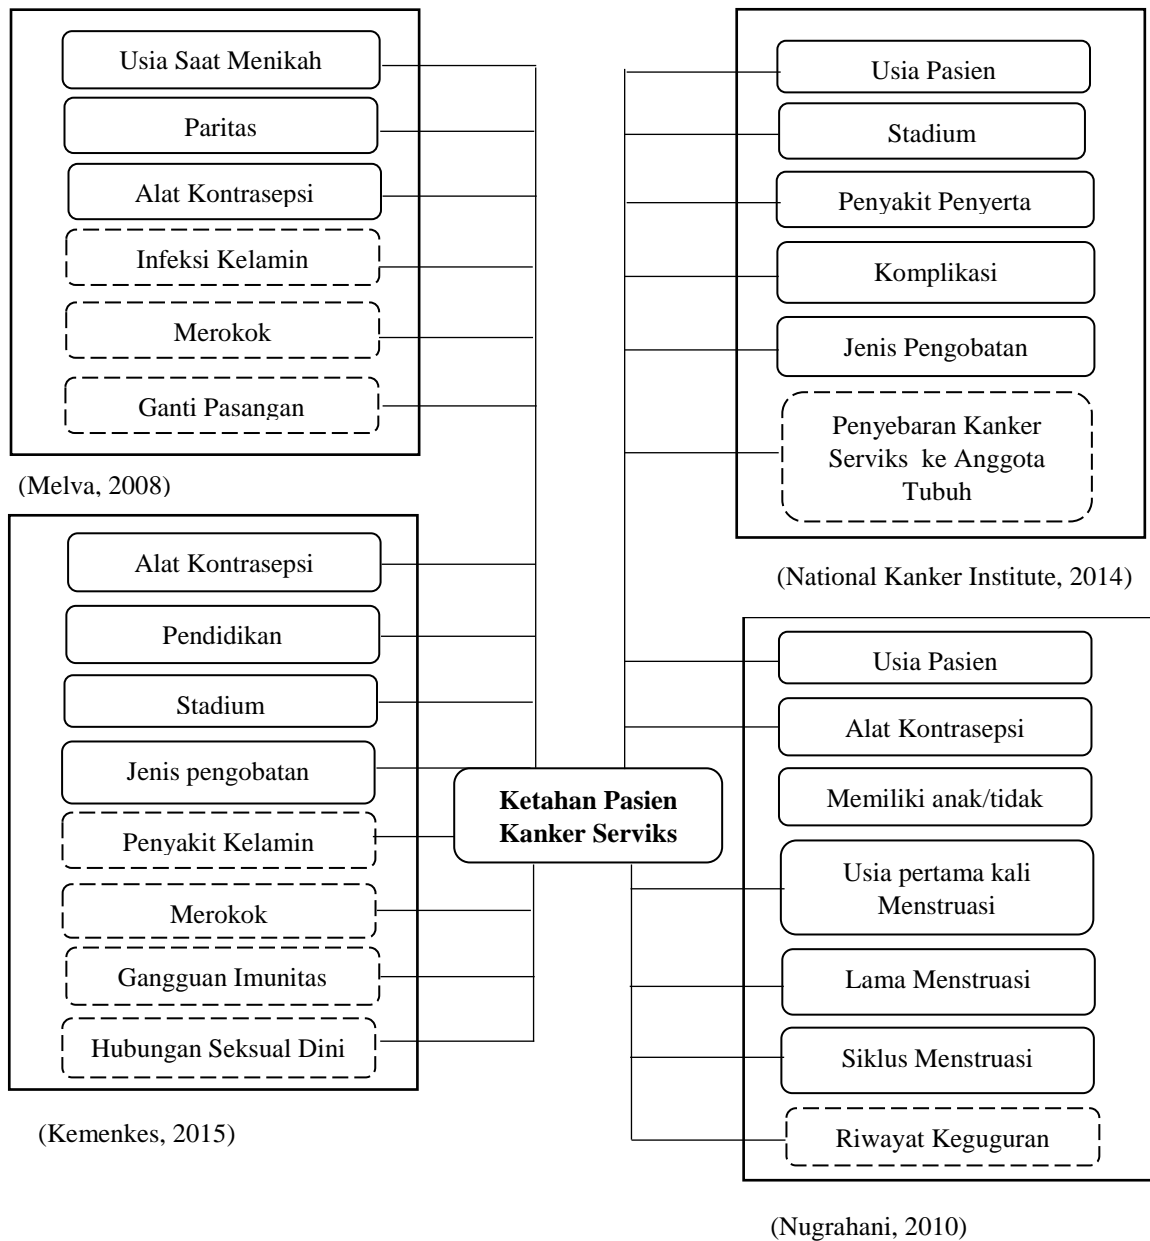 Usia Saat Menikah
Paritas
Alat Kontrasepsi
Infeksi Kelamin
Merokok
Ganti Pasangan
(Melva, 2008)
Alat Kontrasepsi
Pendidikan
Stadium
Jenis pengobatan
Penyakit Kelamin
Merokok
Gangguan Imunitas
Hubungan Seksual Dini
(Kemenkes, 2015)
Ketahan Pasien
Kanker Serviks
Usia Pasien
Stadium
Penyakit Penyerta
Komplikasi
Jenis Pengobatan
Penyebaran Kanker
Serviks ke Anggota
Tubuh
(National Kanker Institute, 2014)
Usia Pasien
Alat Kontrasepsi
Memiliki anak/tidak
Usia pertama kali
Menstruasi
Lama Menstruasi
Siklus Menstruasi
Riwayat Keguguran
(Nugrahani, 2010)